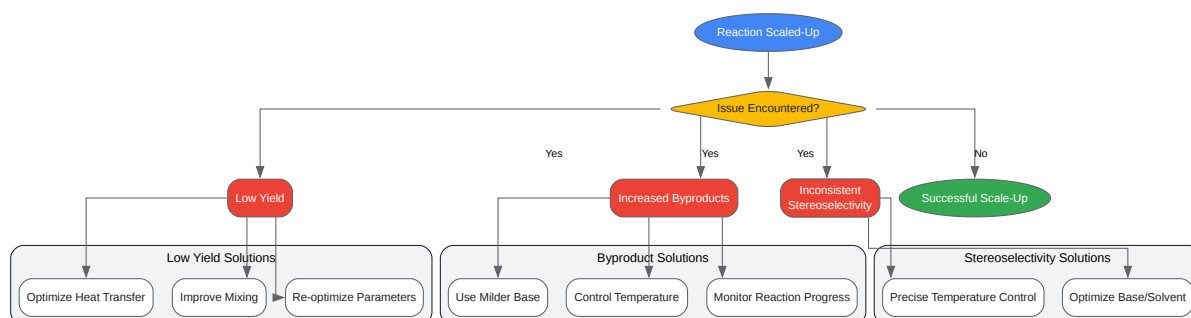 Reaction Scaled-Up
Issue Encountered?
Yes
Yes
Yes
No
Low Yield
Increased Byproducts
Inconsistent
Stereoselectivity
Successful Scale-Up
Low Yield Solutions
Byproduct Solutions
Stereoselectivity Solutions
Optimize Heat Transfer
Improve Mixing
Re-optimize Parameters
Use Milder Base
Control Temperature
Monitor Reaction Progress
Precise Temperature Control
Optimize Base/Solvent